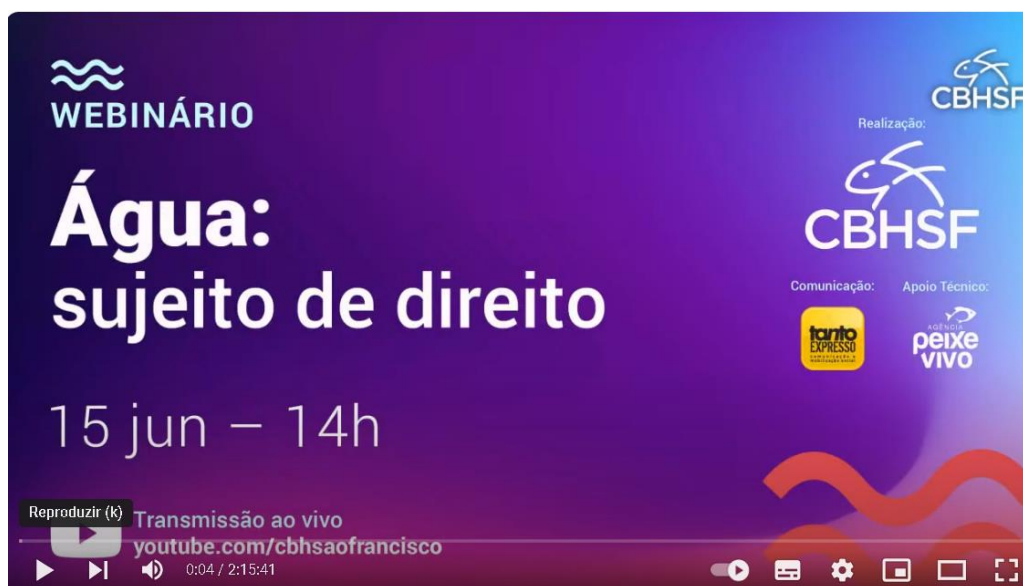 WEBINÁRIO
Água:
sujeito de direito
15 jun – 14h
Transmissão ao vivo
youtube.com/cbhsaofrancisco
CBHSF
Realização:
CBHSF
Comunicação:
tanto
EXPRESSO
Apoio Técnico:
AGÊNCIA
peixe
vivo
Reproduzir (k)
0:04 / 2:15:41